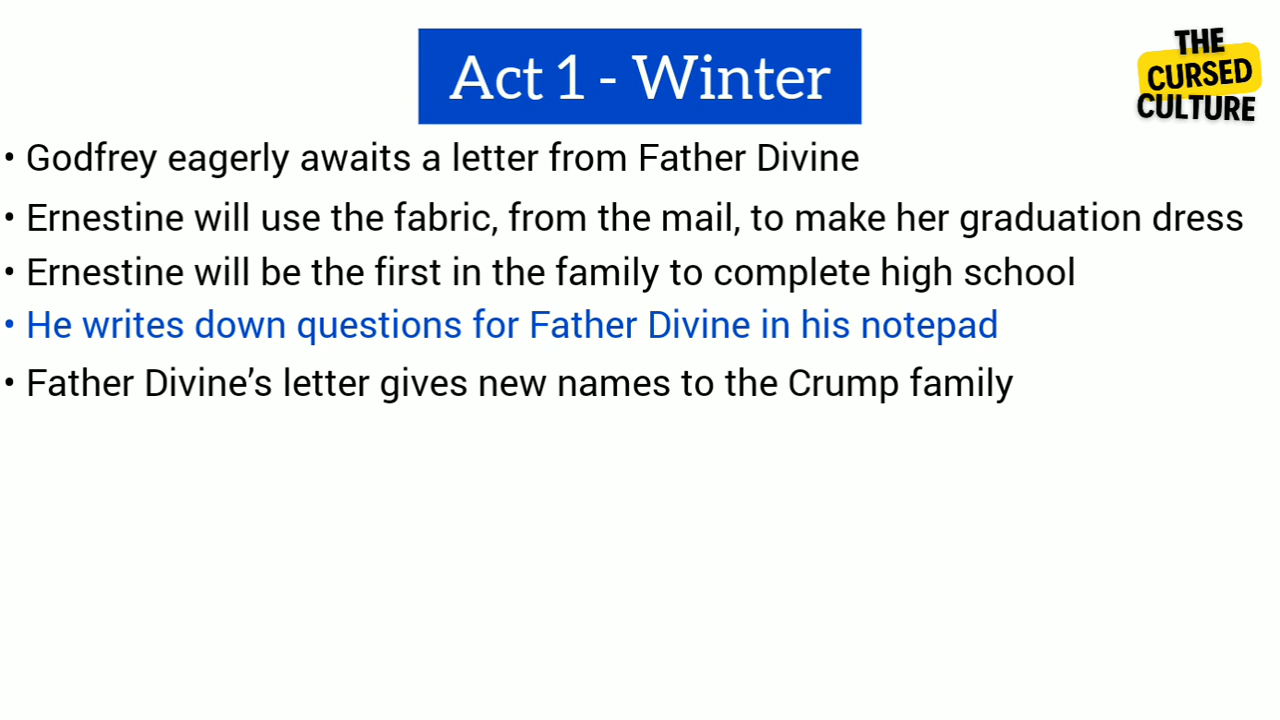 Act 1 - Winter
THE
CURSED
CULTURE
• Godfrey eagerly awaits a letter from Father Divine
• Ernestine will use the fabric, from the mail, to make her graduation dress
• Ernestine will be the first in the family to complete high school
• He writes down questions for Father Divine in his notepad
• Father Divine’s letter gives new names to the Crump family